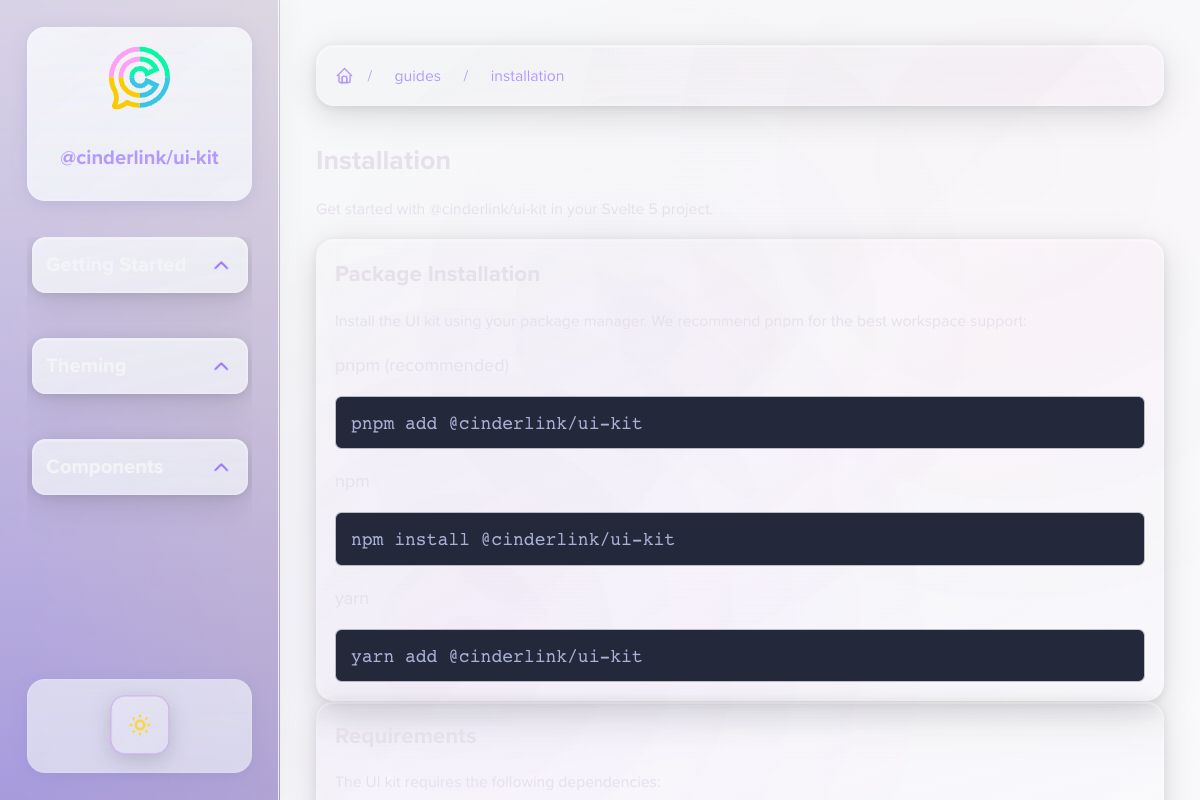 @cinderlink/ui-kit
Getting Started
Theming
Components
/ guides / installation
Installation
Get started with @cinderlink/ui-kit in your Svelte 5 project.
Package Installation
Install the UI kit using your package manager. We recommend pnpm for the best workspace support:
pnpm (recommended)
pnpm add @cinderlink/ui-kit
npm
npm install @cinderlink/ui-kit
yarn
yarn add @cinderlink/ui-kit
Requirements
The UI kit requires the following dependencies: